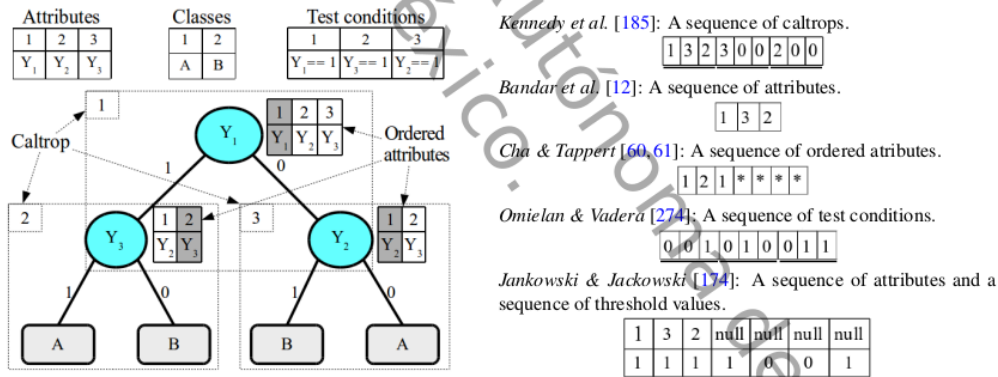 Attributes Classes Test conditions
1 2 3
Y1 Y2 Y3
1 2
A B
1 2 3
Y1== 1 Y3== 1 Y2== 1
1
Y1
1 2 3
Y1 Y2 Y3
Ordered
attributes
Caltrop
1 0
2
Y3
1 2
Y2 Y3
3
Y2
1 2
Y2 Y3
1 0 1 0
A B B A
Kennedy et al. [185]: A sequence of caltrops.
1 3 2 3 0 0 2 0 0
Bandar et al. [12]: A sequence of attributes.
1 3 2
Cha & Tappert [60,61]: A sequence of ordered atributes.
1 2 1 * * * *
Omielan & Vadera [274]: A sequence of test conditions.
0 0 1 0 1 0 0 1 1
Jankowski & Jackowski [174]: A sequence of attributes and a
sequence of threshold values.
1 3 2 null null null null
1 1 1 1 0 0 1
utónoma de
éxico.